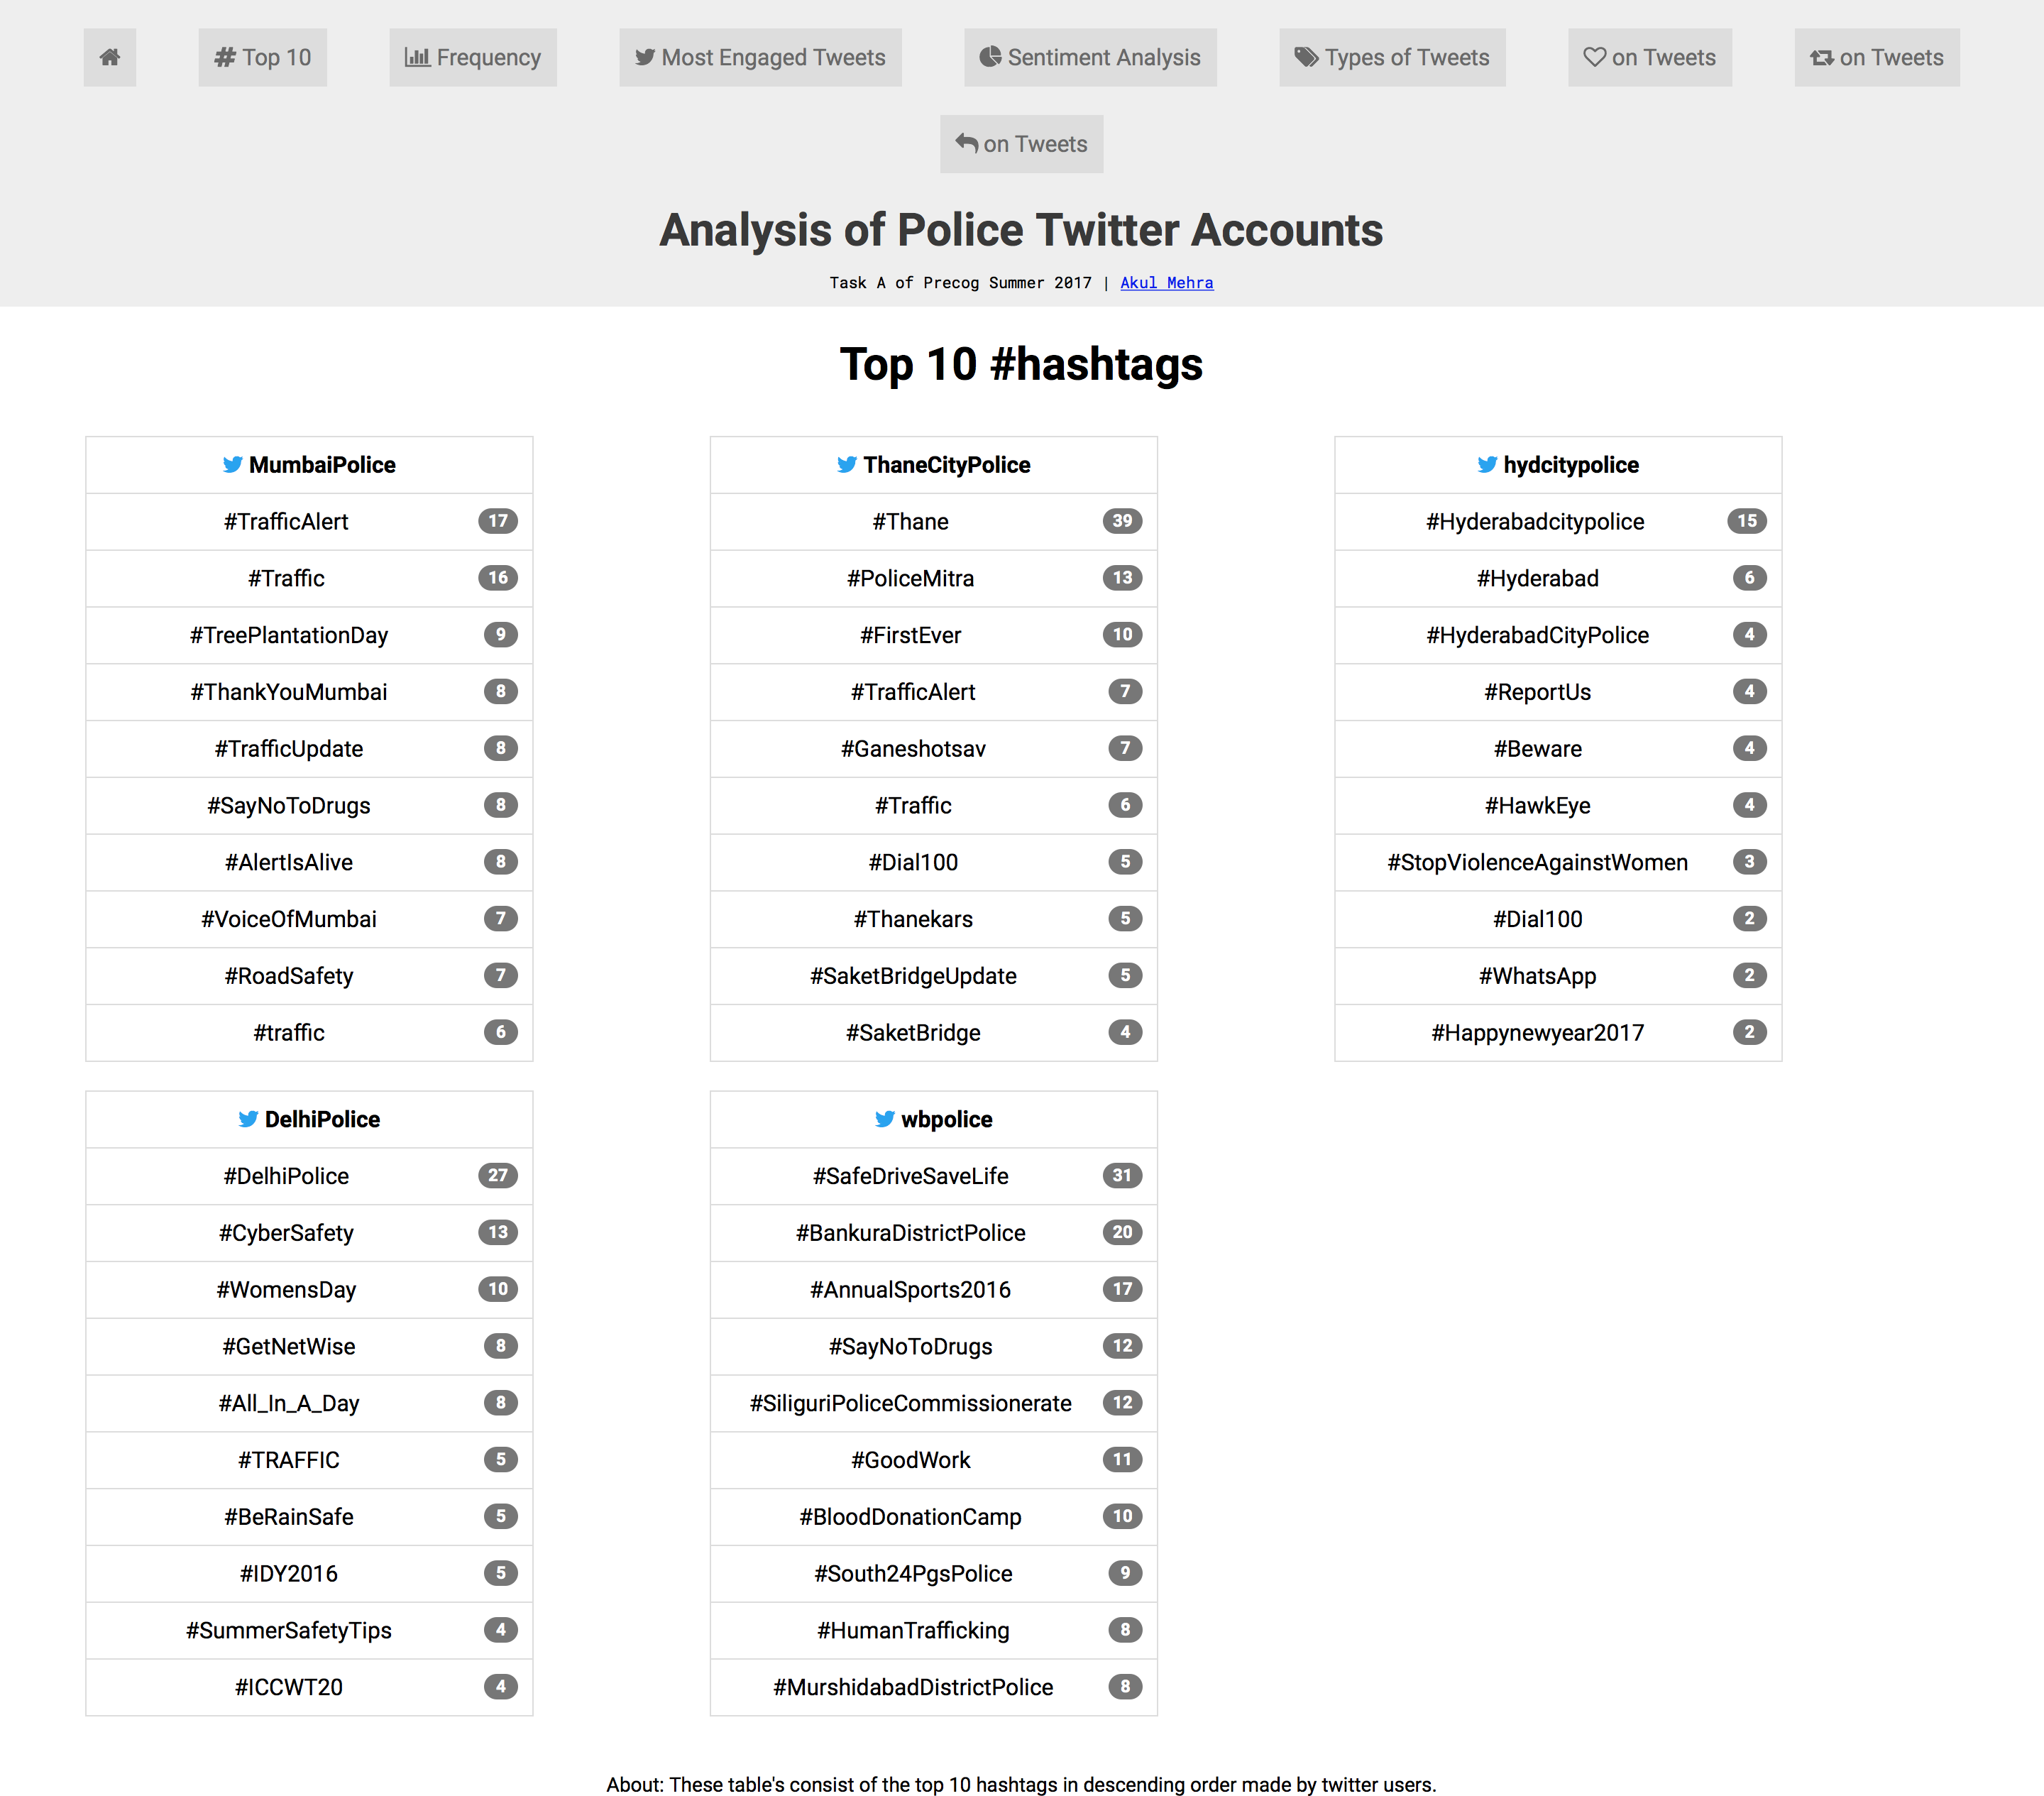 Top 10
Frequency
Most Engaged Tweets
Sentiment Analysis
Types of Tweets
on Tweets
on Tweets
on Tweets
Analysis of Police Twitter Accounts
Task A of Precog Summer 2017 | Akul Mehra
Top 10 #hashtags
MumbaiPolice
#TrafficAlert 17
#Traffic 16
#TreePlantationDay 9
#ThankYouMumbai 8
#TrafficUpdate 8
#SayNoToDrugs 8
#AlertIsAlive 8
#VoiceOfMumbai 7
#RoadSafety 7
#traffic 6
ThaneCityPolice
#Thane 39
#PoliceMitra 13
#FirstEver 10
#TrafficAlert 7
#Ganeshotsav 7
#Traffic 6
#Dial100 5
#Thanekars 5
#SaketBridgeUpdate 5
#SaketBridge 4
hydcitypolice
#Hyderabadcitypolice 15
#Hyderabad 6
#HyderabadCityPolice 4
#ReportUs 4
#Beware 4
#HawkEye 4
#StopViolenceAgainstWomen 3
#Dial100 2
#WhatsApp 2
#Happynewyear2017 2
DelhiPolice
#DelhiPolice 27
#CyberSafety 13
#WomensDay 10
#GetNetWise 8
#All_In_A_Day 8
#TRAFFIC 5
#BeRainSafe 5
#IDY2016 5
#SummerSafetyTips 4
#ICCWT20 4
wbpolice
#SafeDriveSaveLife 31
#BankuraDistrictPolice 20
#AnnualSports2016 17
#SayNoToDrugs 12
#SiliguriPoliceCommissionerate 12
#GoodWork 11
#BloodDonationCamp 10
#South24PgsPolice 9
#HumanTrafficking 8
#MurshidabadDistrictPolice 8
About: These table's consist of the top 10 hashtags in descending order made by twitter users.